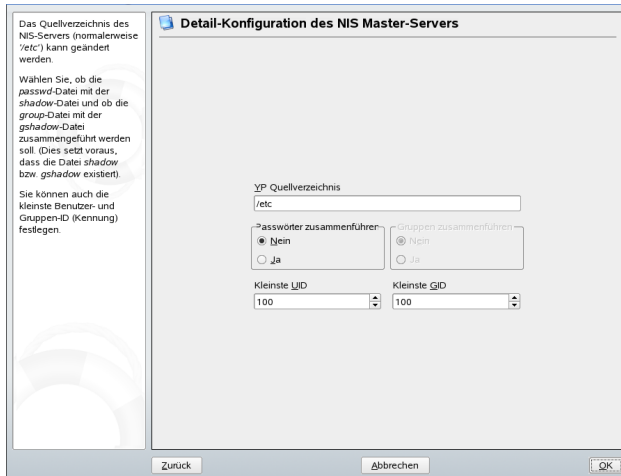 Das Quellverzeichnis des
NIS-Servers (normalerweise
'/etc') kann geändert
werden.
Wählen Sie, ob die
passwd-Datei mit der
shadow-Datei und ob die
group-Datei mit der
gshadow-Datei
zusammengeführt werden
soll. (Dies setzt voraus,
dass die Datei shadow
bzw. gshadow existiert).
Sie können auch die
kleinste Benutzer- und
Gruppen-ID (Kennung)
festlegen.
Detail-Konfiguration des NIS Master-Servers
YP Quellverzeichnis
/etc
Passwörter zusammenführen
Nein
Ja
Gruppen zusammenführen
Nein
Ja
Kleinste UID
100
Kleinste GID
100
Zurück
Abbrechen
OK